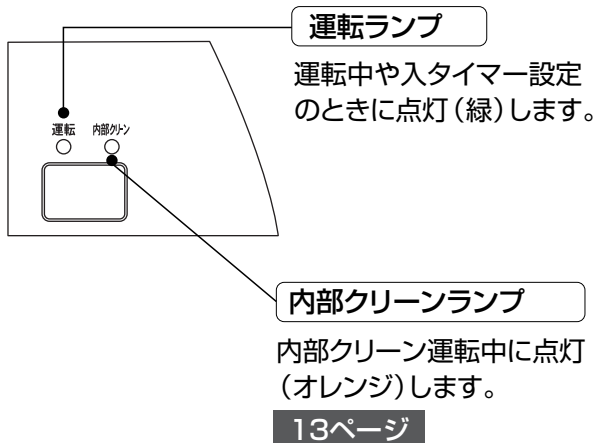 運転ランプ
運転中や入タイマー設定
のときに点灯（緑）します。
運転 内部クリーン
内部クリーンランプ
内部クリーン運転中に点灯
（オレンジ）します。
13ページ